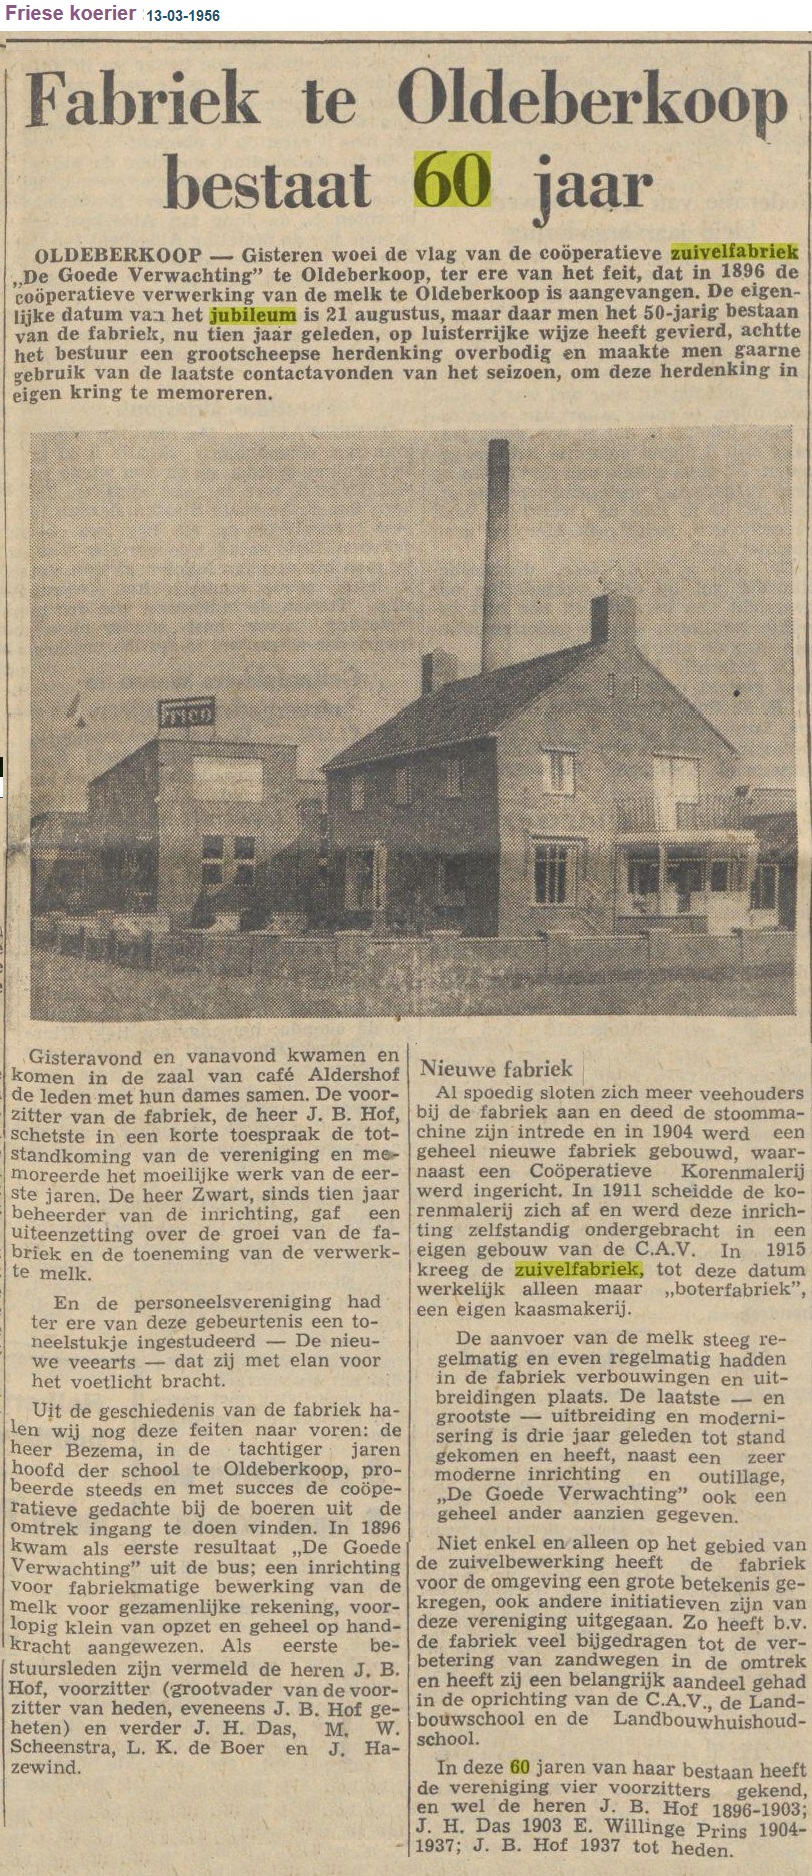 Friese koerier 13-03-1956
Fabriek te Oldeberkoop
bestaat 60 jaar
OLDEBERKOOP — Gisteren woei de vlag van de coöperatieve zuivelfabriek
„De Goede Verwachting” te Oldeberkoop, ter ere van het feit, dat in 1896 de
coöperatieve verwerking van de melk te Oldeberkoop is aangevangen. De eigen-
lijke datum van het jubileum is 21 augustus, maar daar men het 50-jarig bestaan
van de fabriek, nu tien jaar geleden, op luisterrijke wijze heeft gevierd, achtte
het bestuur een grootscheepse herdenking overbodig en maakte men gaarne
gebruik van de laatste contactavonden van het seizoen, om deze herdenking in
eigen kring te memoreren.
Frico
Gisteravond en vanavond kwamen en
komen in de zaal van café Aldershof
de leden met hun dames samen. De voor-
zitter van de fabriek, de heer J. B. Hof,
schetste in een korte toespraak de tot-
standkoming van de vereniging en me-
moreerde het moeilijke werk van de eer-
ste jaren. De heer Zwart, sinds tien jaar
beheerder van de inrichting, gaf een
uiteenzetting over de groei van de fa-
briek en de toeneming van de verwerk-
te melk.
En de personeelsvereniging had
ter ere van deze gebeurtenis een to-
neelstukje ingestudeerd — De nieu-
we veearts — dat zij met elan voor
het voetlicht bracht.
Uit de geschiedenis van de fabriek ha-
len wij nog deze feiten naar voren: de
heer Bezema, in de tachtiger jaren
hoofd der school te Oldeberkoop, pro-
beerde steeds en met succes de coöpe-
ratieve gedachte bij de boeren uit de
omtrek ingang te doen vinden. In 1896
kwam als eerste resultaat „De Goede
Verwachting” uit de bus; een inrichting
voor fabriekmatige bewerking van de
melk voor gezamenlijke rekening, voor-
lopig klein van opzet en geheel op hand-
kracht aangewezen. Als eerste be-
stuursleden zijn vermeld de heren J. B.
Hof, voorzitter (grootvader van de voor-
zitter van heden, eveneens J. B. Hof ge-
heten) en verder J. H. Das, M. W.
Scheenstra, L. K. de Boer en J. Ha-
zewind.
Nieuwe fabriek
Al spoedig sloten zich meer veehouders
bij de fabriek aan en deed de stoomma-
chine zijn intrede en in 1904 werd een
geheel nieuwe fabriek gebouwd, waar-
naast een Coöperatieve Korenmalerij
werd ingericht. In 1911 scheidde de ko-
renmalerij zich af en werd deze inrich-
ting zelfstandig ondergebracht in een
eigen gebouw van de C.A.V. In 1915
kreeg de zuivelfabriek, tot deze datum
werkelijk alleen maar „boterfabriek”,
een eigen kaasmakerij.
De aanvoer van de melk steeg re-
gelmatig en even regelmatig hadden
in de fabriek verbouwingen en uit-
breidingen plaats. De laatste — en
grootste — uitbreiding en moderni-
sering is drie jaar geleden tot stand
gekomen en heeft, naast een zeer
moderne inrichting en outillage,
„De Goede Verwachting” ook een
geheel ander aanzien gegeven.
Niet enkel en alleen op het gebied van
de zuivelbewerking heeft de fabriek
voor de omgeving een grote betekenis ge-
kregen, ook andere initiatieven zijn van
deze vereniging uitgegaan. Zo heeft b.v.
de fabriek veel bijgedragen tot de ver-
betering van zandwegen in de omtrek
en heeft zij een belangrijk aandeel gehad
in de oprichting van de C.A.V., de Land-
bouwschool en de Landbouwhuishoud-
school.
In deze 60 jaren van haar bestaan heeft
de vereniging vier voorzitters gekend,
en wel de heren J. B. Hof 1896-1903;
J. H. Das 1903 E. Willinge Prins 1904-
1937; J. B. Hof 1937 tot heden.